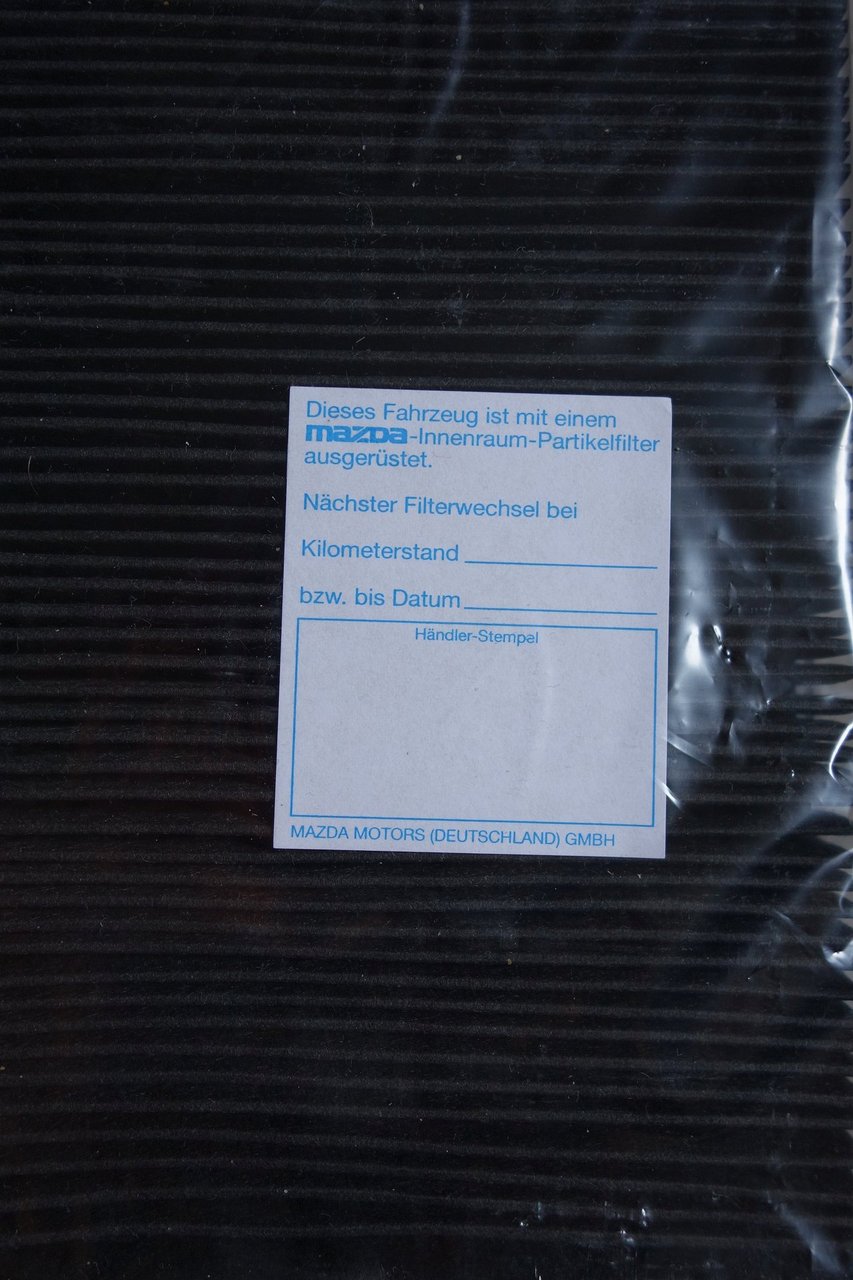 Dieses Fahrzeug ist mit einem
mazda-Innenraum-Partikelfilter
ausgerüstet.
Nächster Filterwechsel bei
Kilometerstand
bzw. bis Datum
Händler-Stempel
MAZDA MOTORS (DEUTSCHLAND) GMBH